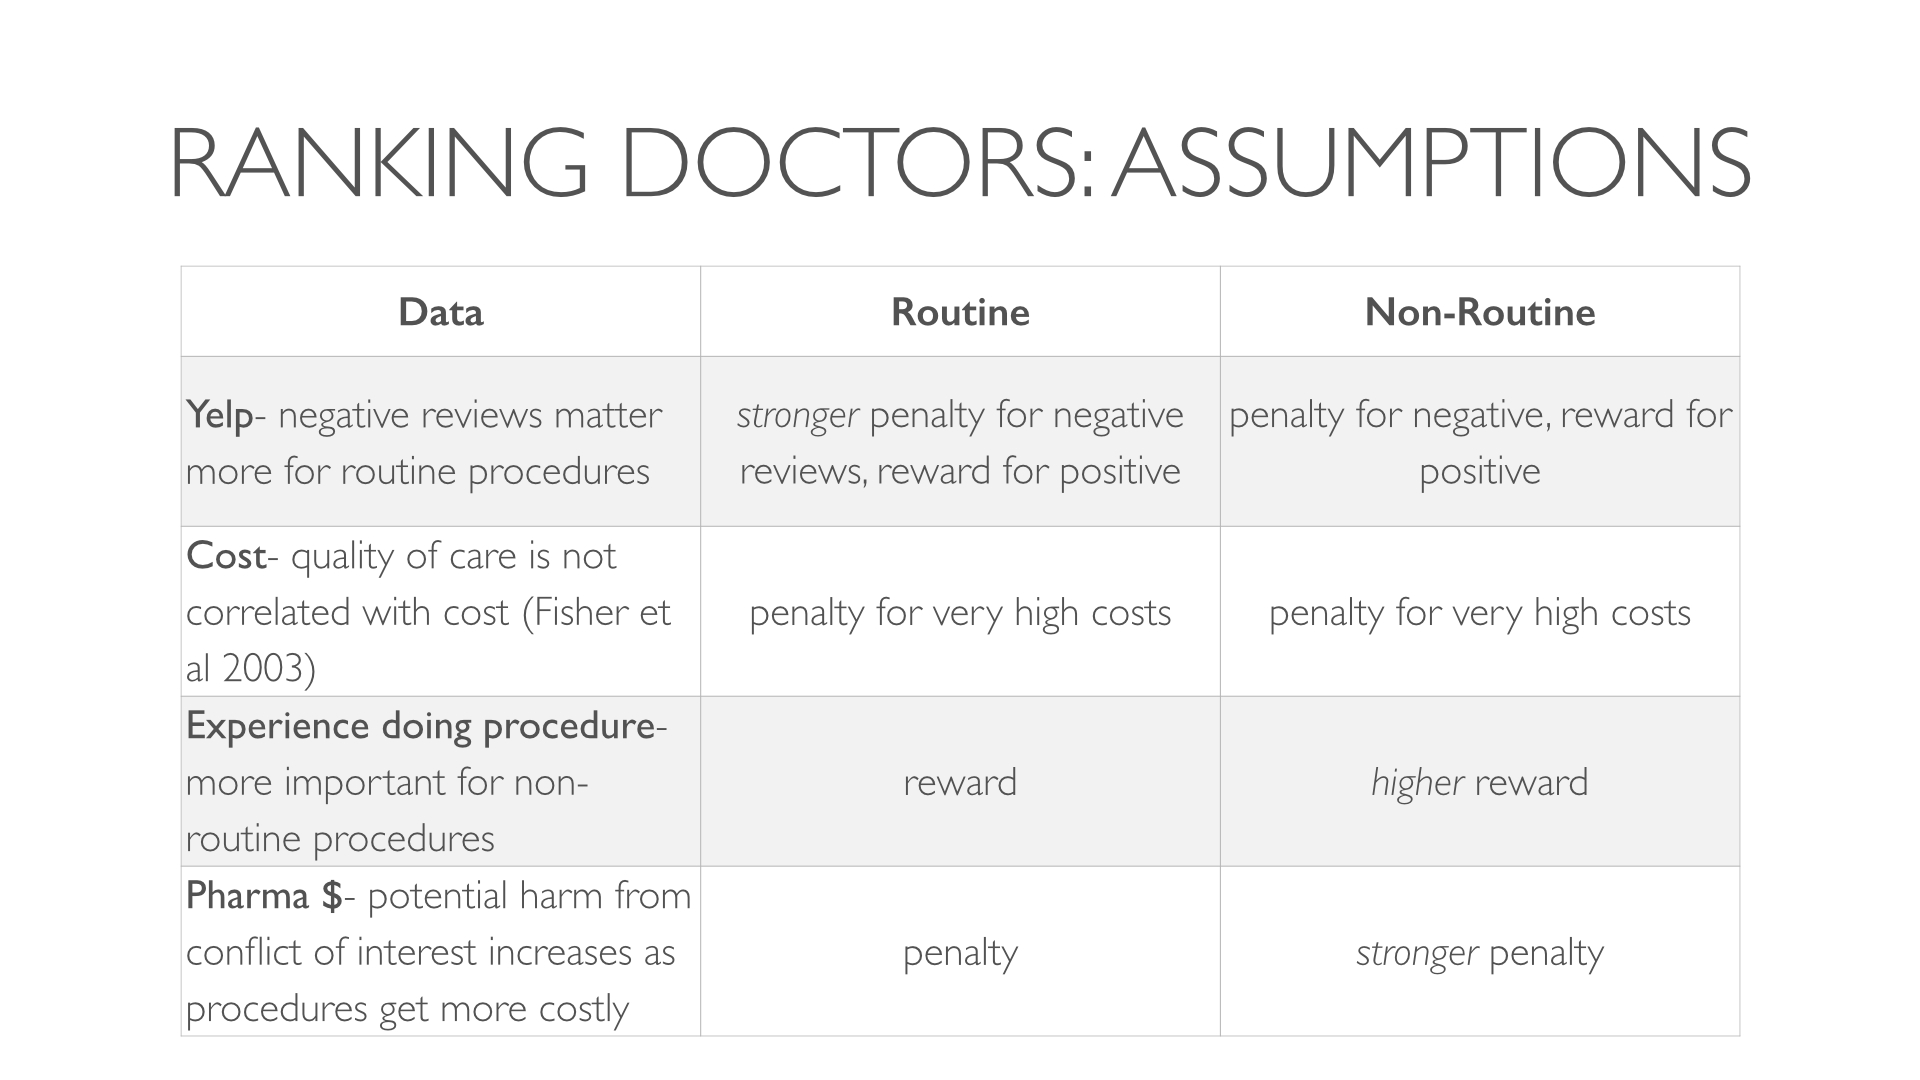 RANKING DOCTORS: ASSUMPTIONS
Data
Routine
Non-Routine
Yelp- negative reviews matter
more for routine procedures
stronger penalty for negative
reviews, reward for positive
penalty for negative, reward for
positive
Cost- quality of care is not
correlated with cost (Fisher et
al 2003)
penalty for very high costs
penalty for very high costs
Experience doing procedure-
more important for non-
routine procedures
reward
higher reward
Pharma $- potential harm from
conflict of interest increases as
procedures get more costly
penalty
stronger penalty